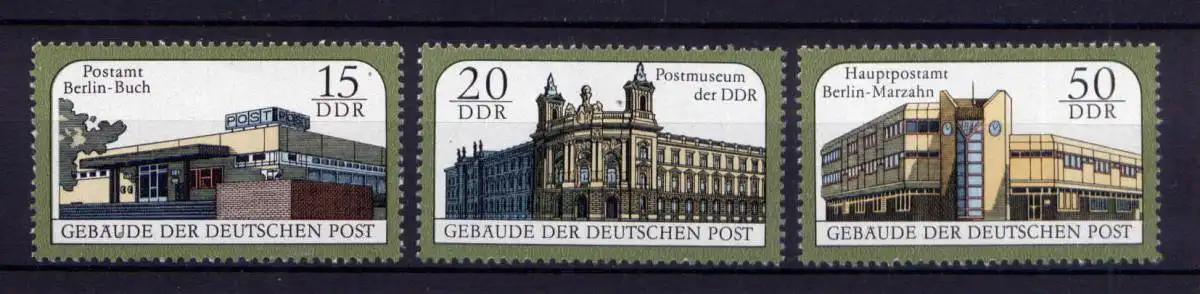 Postamt
Berlin-Buch
15
DDR
POST POST
GEBÄUDE DER DEUTSCHEN POST
20
DDR
Postmuseum
der DDR
GEBÄUDE DER DEUTSCHEN POST
Hauptpostamt
Berlin-Marzahn
50
DDR
GEBÄUDE DER DEUTSCHEN POST